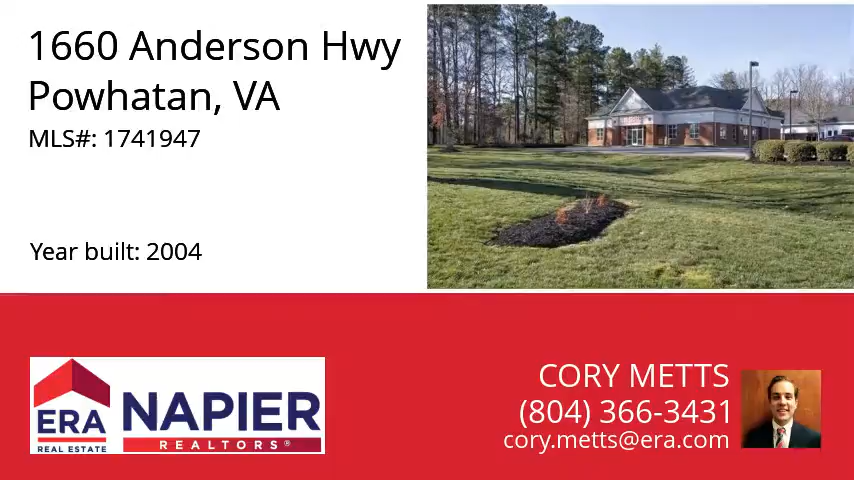 1660 Anderson Hwy
Powhatan, VA
MLS#: 1741947
Year built: 2004
ERA
REAL ESTATE
NAPIER
REALTORS®
CORY METTS
(804) 366-3431
cory.metts@era.com